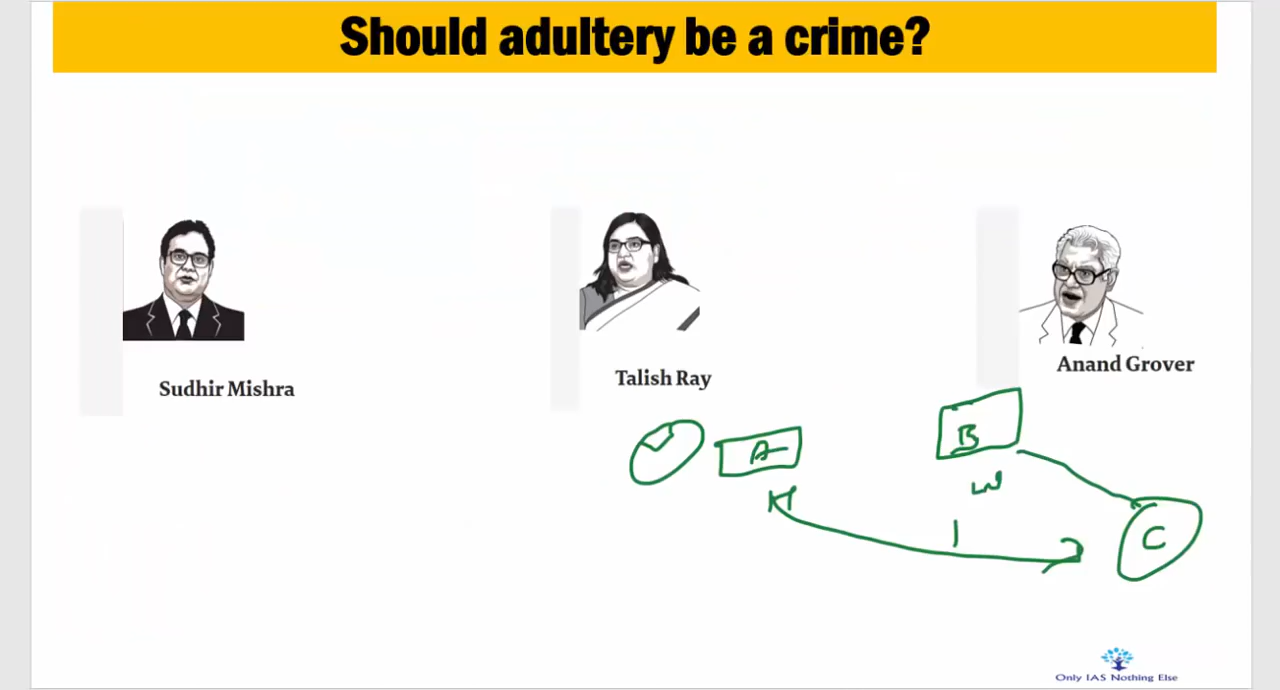 Should adultery be a crime?
Sudhir Mishra
Talish Ray
Anand Grover
A
B
H
W
C
Only IAS Nothing Else